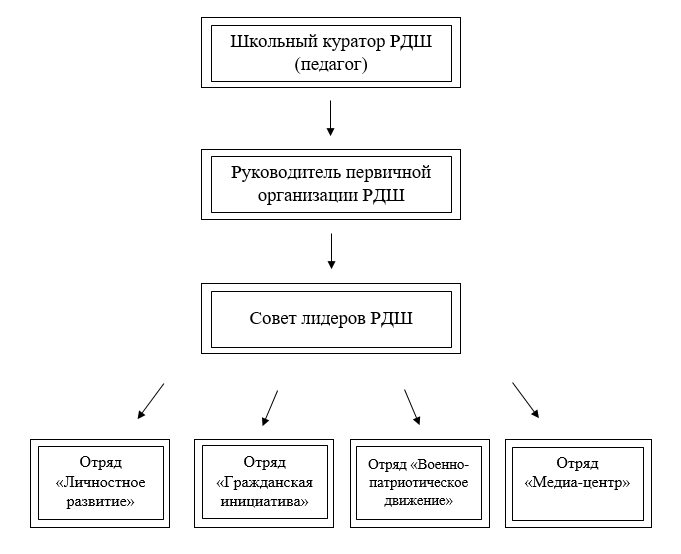 Школьный куратор РДШ
(педагог)
Руководитель первичной
организации РДШ
Совет лидеров РДШ
Отряд
«Личностное
развитие»
Отряд
«Гражданская
инициатива»
Отряд «Военно-
патриотическое
движение»
Отряд
«Медиа-центр»